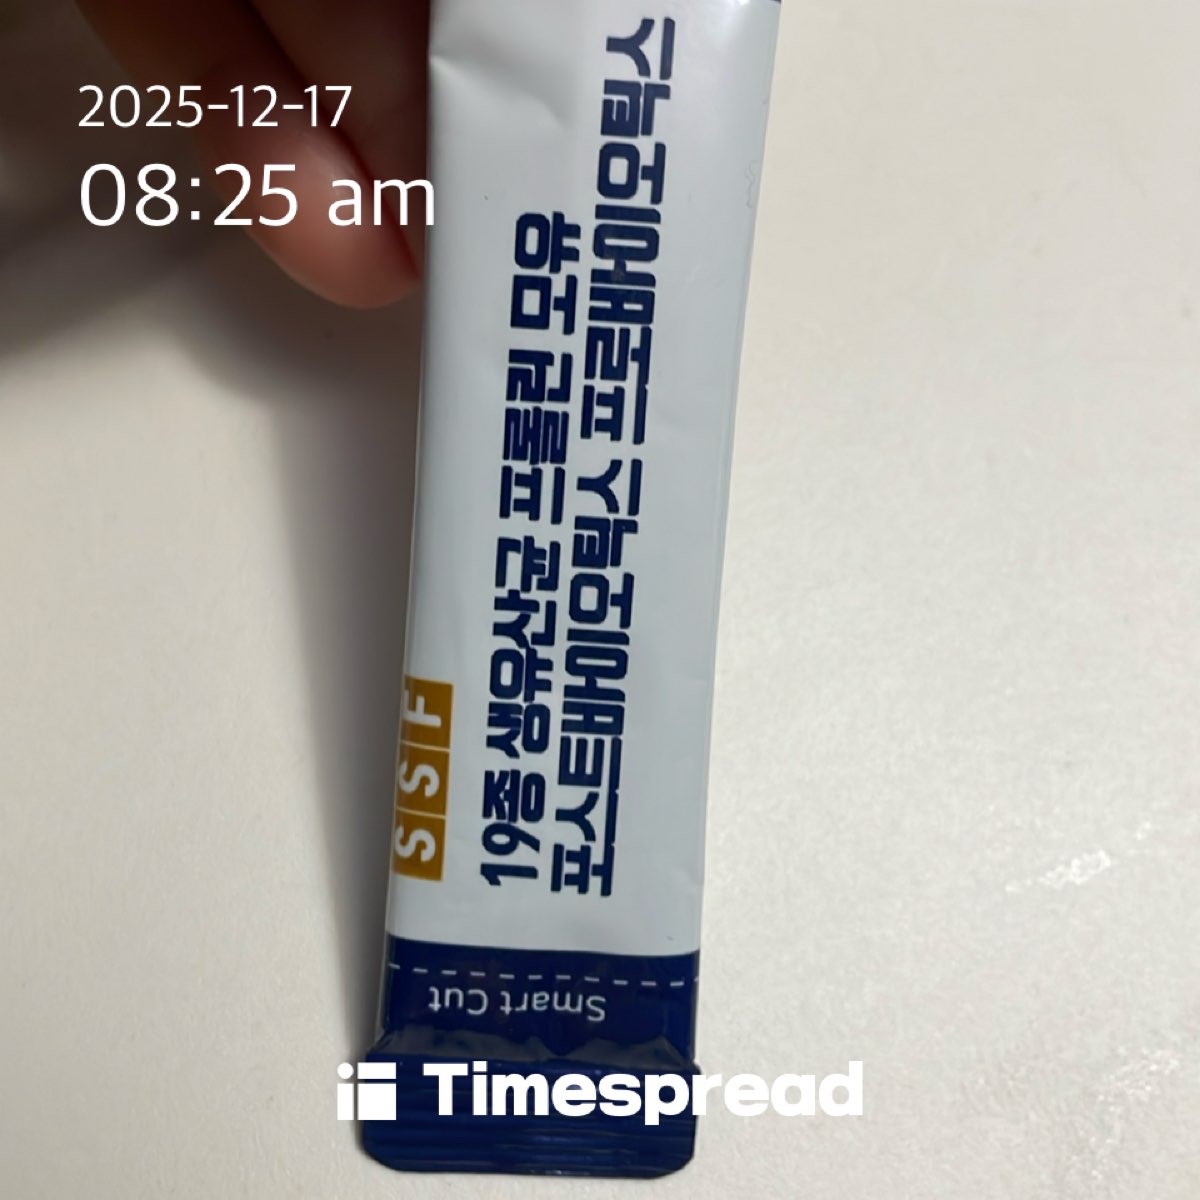 2025-12-17
08:25 am
SSF
19종 생유산균 프롤린 모유
포스트바이오틱스 프로바이오틱스
Smart Cut
Timespread